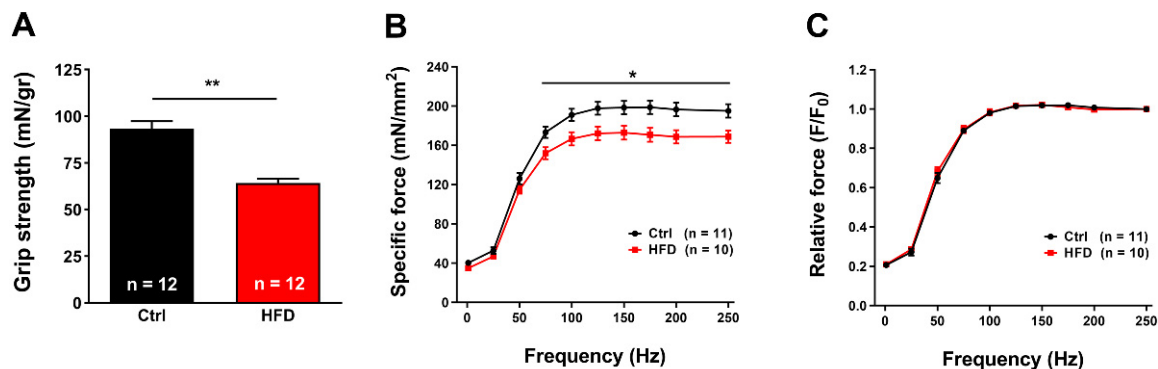 A
Grip strength (mN/gr)
125
100
75
50
25
0
**
n = 12
n = 12
Ctrl
HFD
B
Specific force (mN/mm²)
240
200
160
120
80
40
0
*
Ctrl (n = 11)
HFD (n = 10)
0 50 100 150 200 250
Frequency (Hz)
C
Relative force (F/F₀)
1.2
1.0
0.8
0.6
0.4
0.2
0.0
Ctrl (n = 11)
HFD (n = 10)
0 50 100 150 200 250
Frequency (Hz)